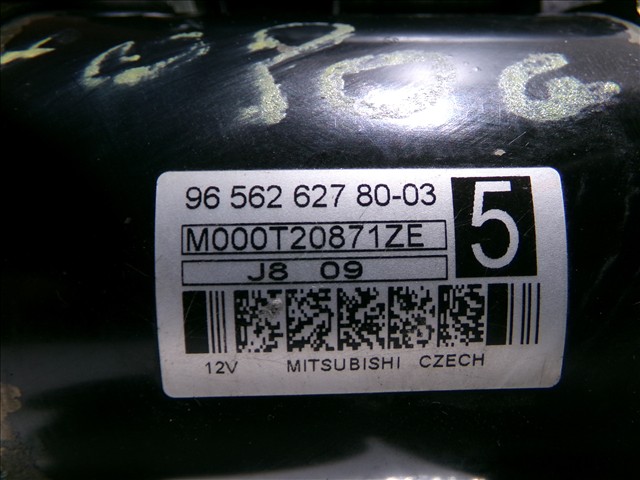 96 562 627 80-03
5
M000T20871ZE
J8 09
12V MITSUBISHI CZECH